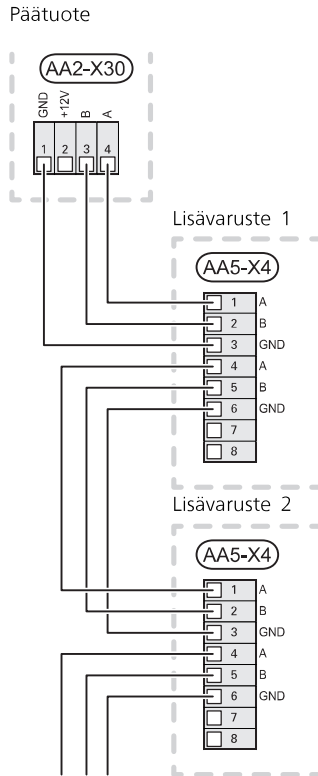 Päätuote
AA2-X30
GND +12V B A
1 2 3 4
Lisävaruste 1
AA5-X4
1 A
2 B
3 GND
4 A
5 B
6 GND
7
8
Lisävaruste 2
AA5-X4
1 A
2 B
3 GND
4 A
5 B
6 GND
7
8